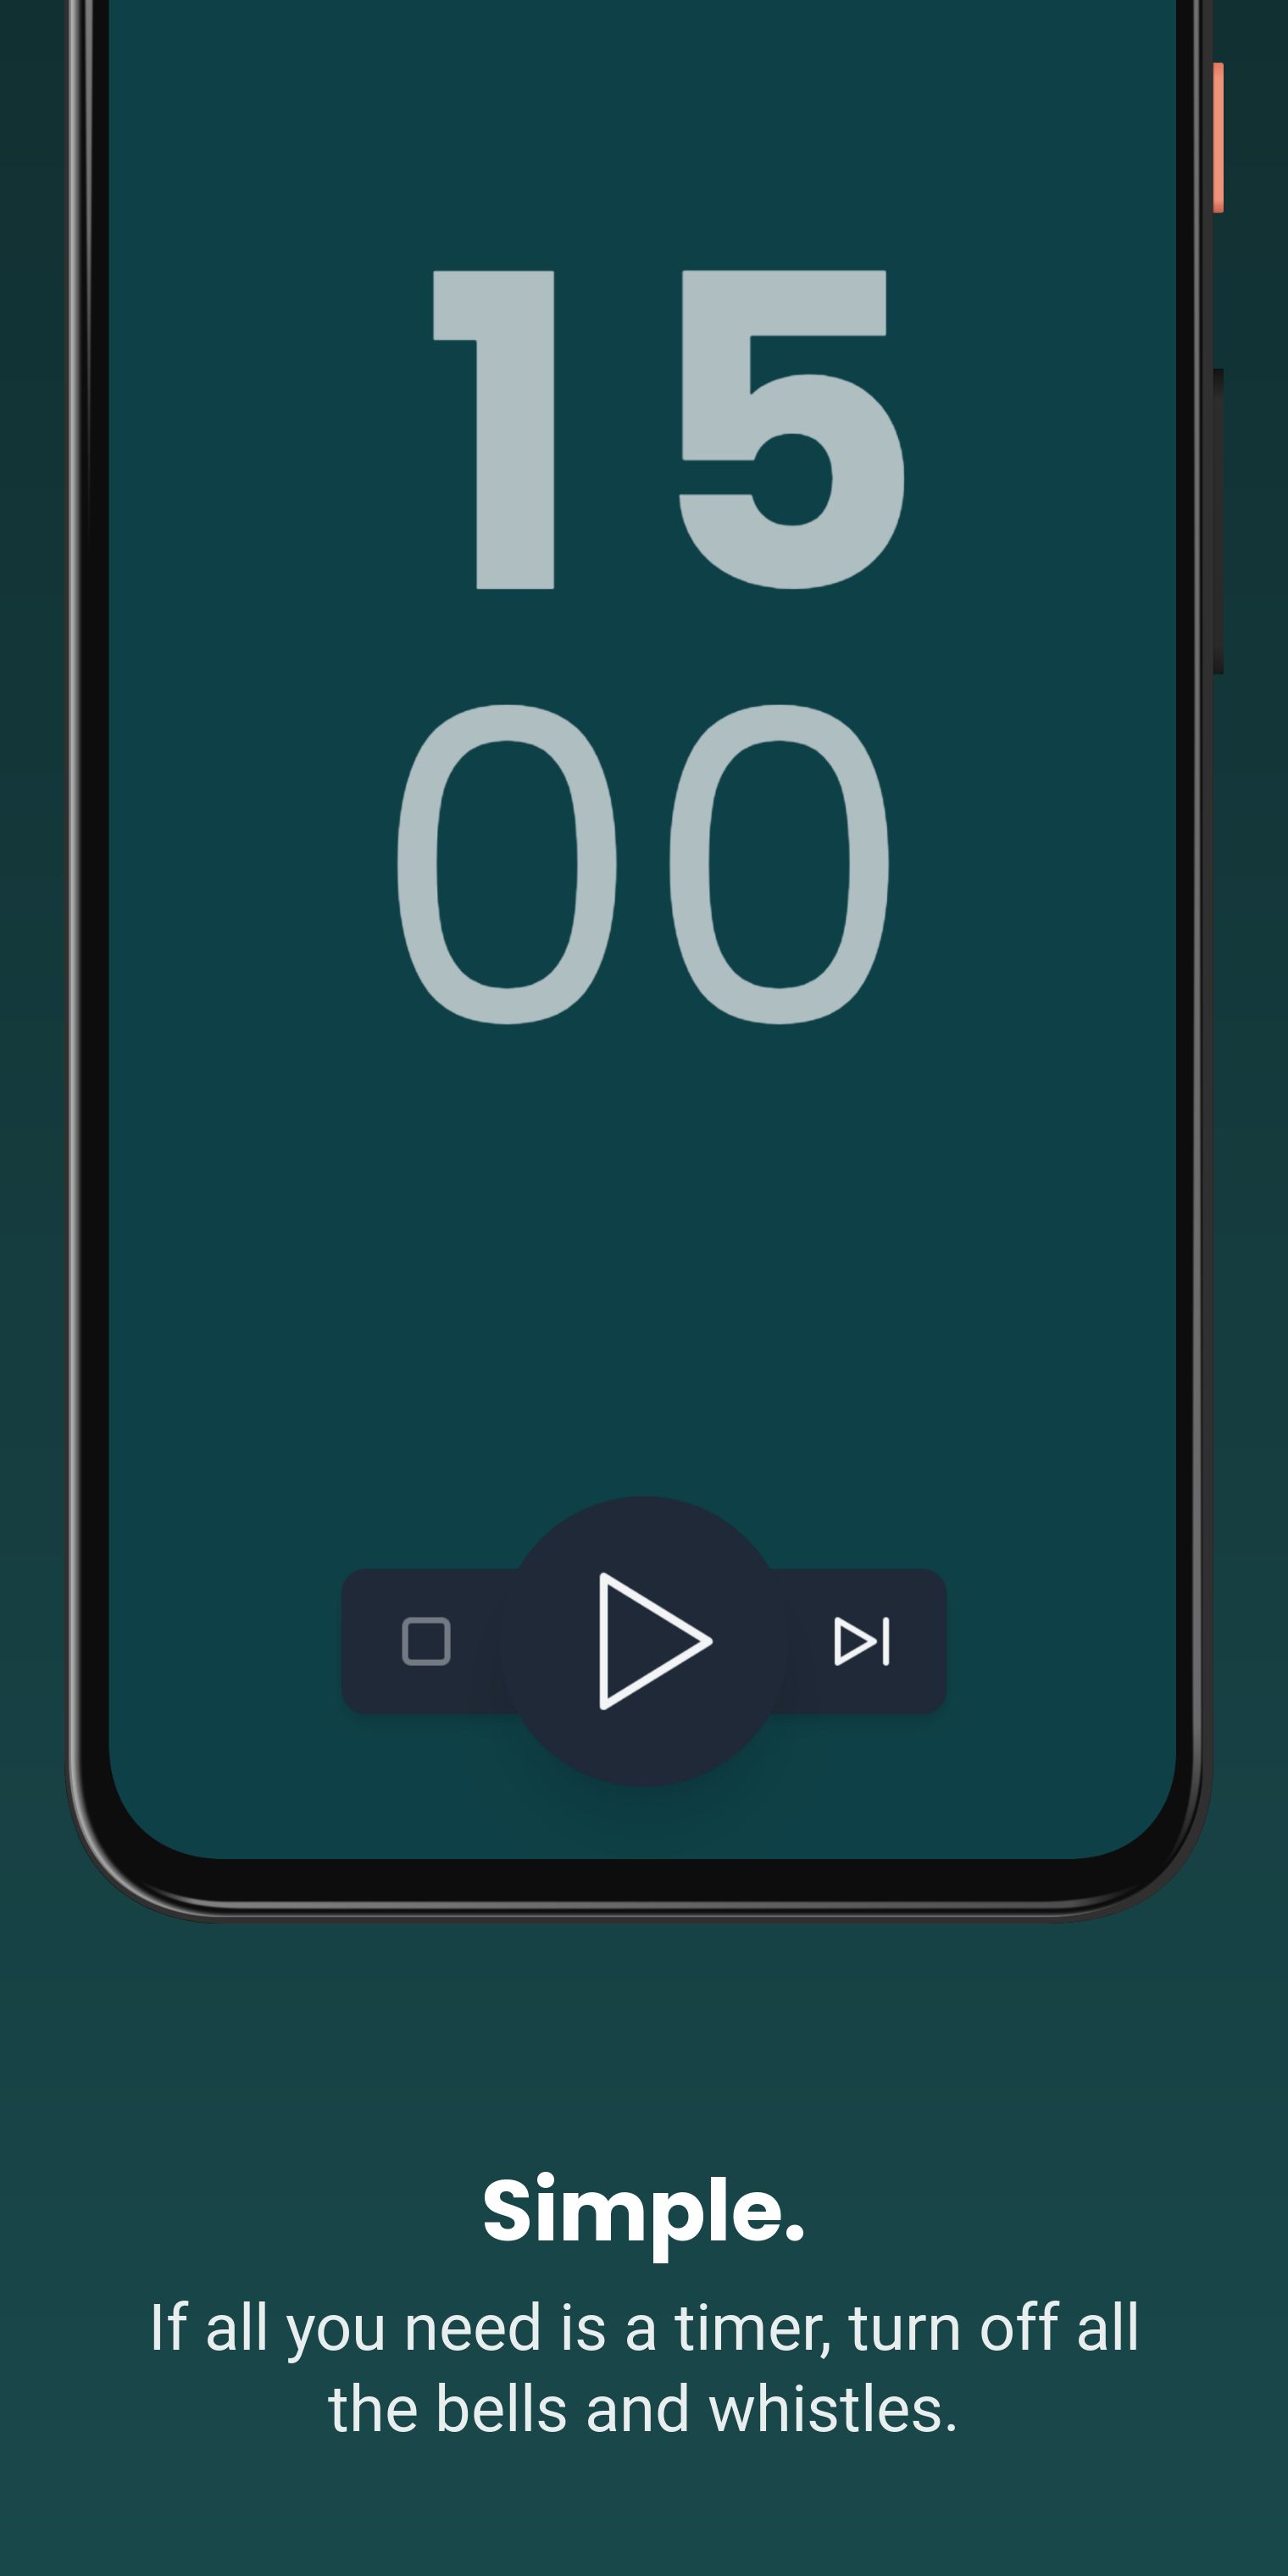 15
00
Simple.
If all you need is a timer, turn off all
the bells and whistles.